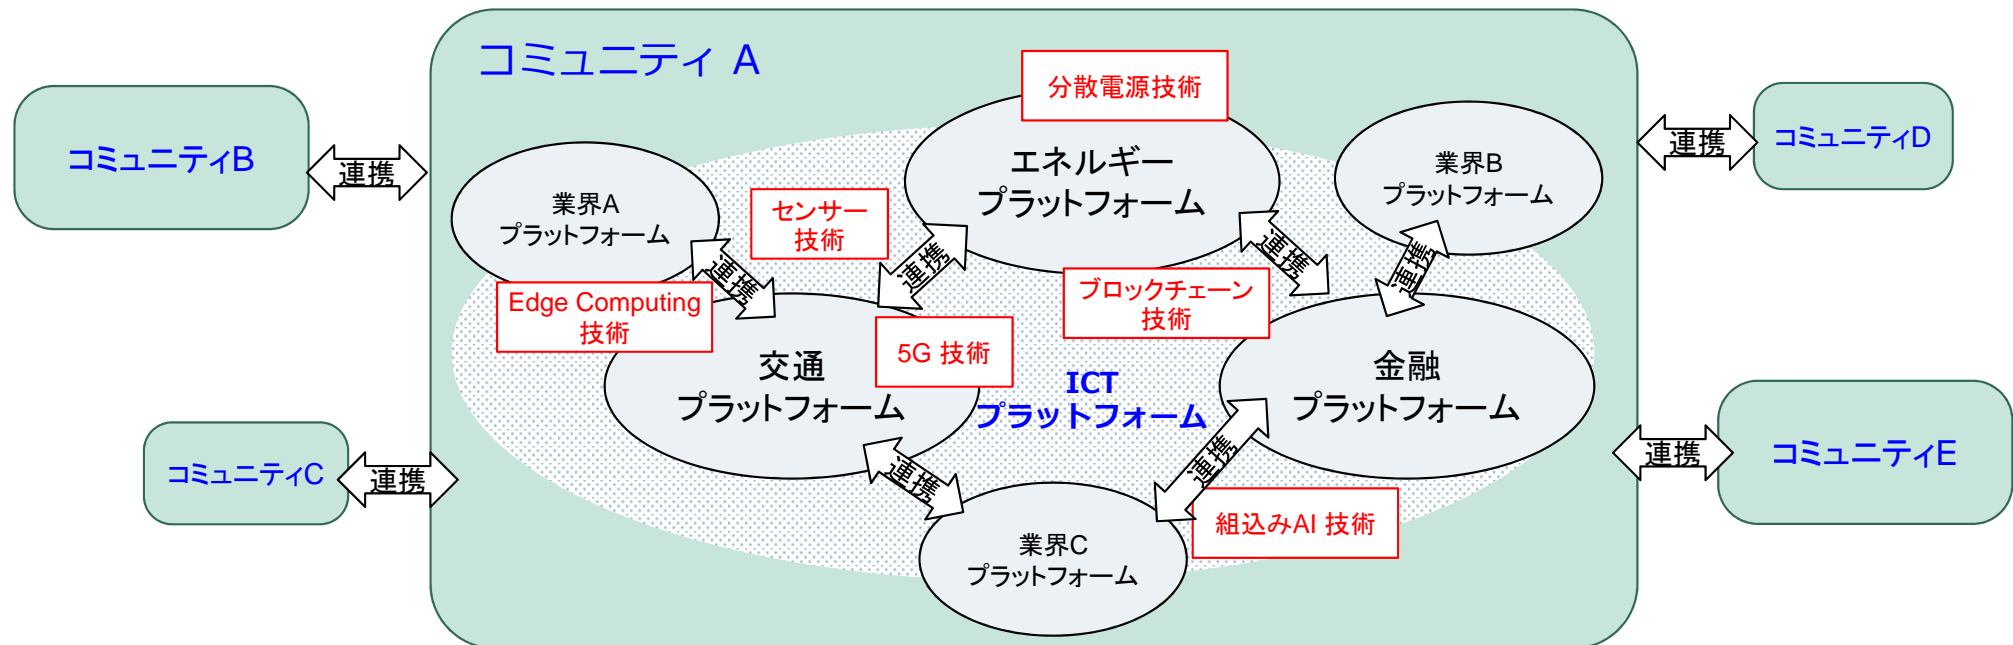 コミュニティ A
分散電源技術
コミュニティB
連携
連携
コミュニティD
エネルギー
プラットフォーム
業界B
プラットフォーム
業界A
プラットフォーム
センサー
技術
連携
連携
連携
連携
Edge Computing
技術
ブロックチェーン
技術
5G 技術
交通
プラットフォーム
ICT
プラットフォーム
金融
プラットフォーム
コミュニティC
連携
連携
連携
連携
コミュニティE
組込みAI 技術
業界C
プラットフォーム